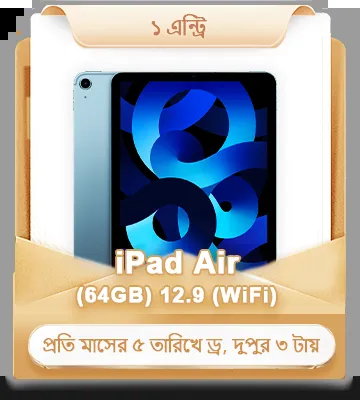 ১ এন্ট্রি
iPad Air
(64GB) 12.9 (WiFi)
প্রতি মাসের ৫ তারিখে ড্র, দুপুর ৩ টায়